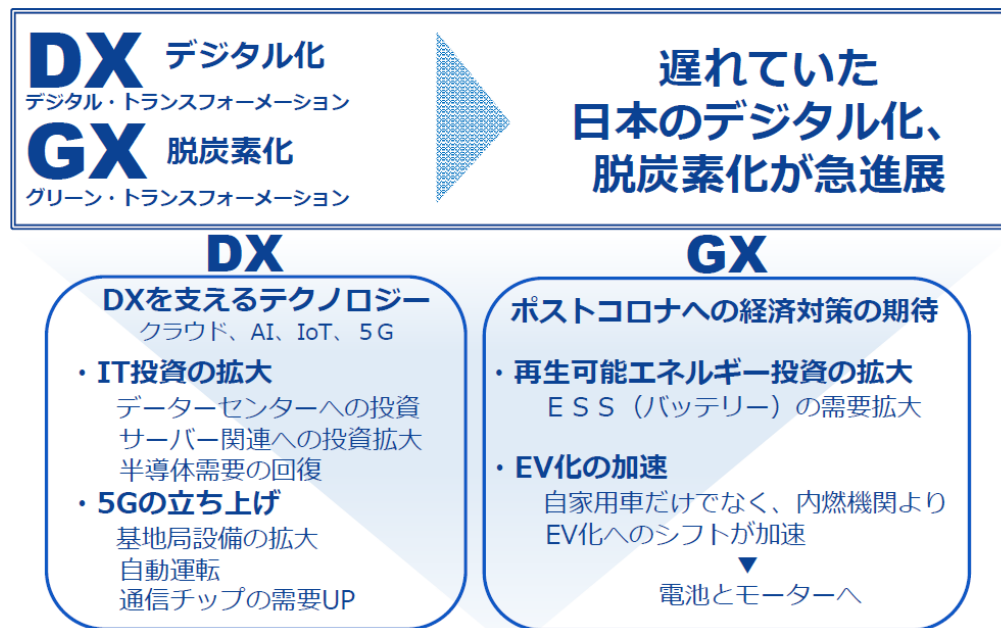 DX デジタル化
デジタル・トランスフォーメーション
GX 脱炭素化
グリーン・トランスフォーメーション
遅れていた
日本のデジタル化、
脱炭素化が急進展
DX
DXを支えるテクノロジー
クラウド、AI、IoT、５G
・IT投資の拡大
データーセンターへの投資
サーバー関連への投資拡大
半導体需要の回復
・5Gの立ち上げ
基地局設備の拡大
自動運転
通信チップの需要UP
GX
ポストコロナへの経済対策の期待
・再生可能エネルギー投資の拡大
ＥＳＳ（バッテリー）の需要拡大
・EV化の加速
自家用車だけでなく、内燃機関より
EV化へのシフトが加速
▼
電池とモーターへ